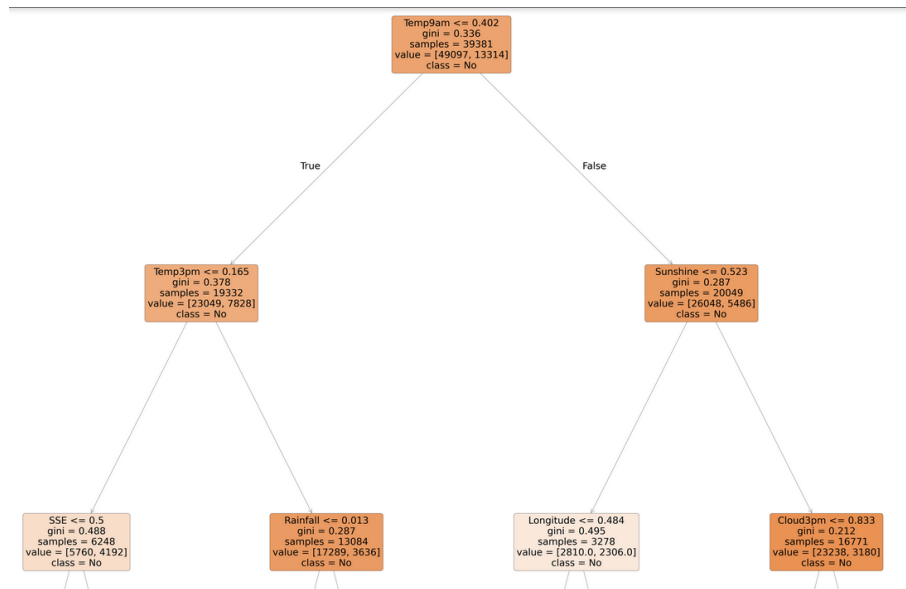 Temp9am <= 0.402
gini = 0.336
samples = 39381
value = [49097, 13314]
class = No
True
False
Temp3pm <= 0.165
gini = 0.378
samples = 19332
value = [23049, 7828]
class = No
Sunshine <= 0.523
gini = 0.287
samples = 20049
value = [26048, 5486]
class = No
SSE <= 0.5
gini = 0.488
samples = 6248
value = [5760, 4192]
class = No
Rainfall <= 0.013
gini = 0.287
samples = 13084
value = [17289, 3636]
class = No
Longitude <= 0.484
gini = 0.495
samples = 3278
value = [2810.0, 2306.0]
class = No
Cloud3pm <= 0.833
gini = 0.212
samples = 16771
value = [23238, 3180]
class = No